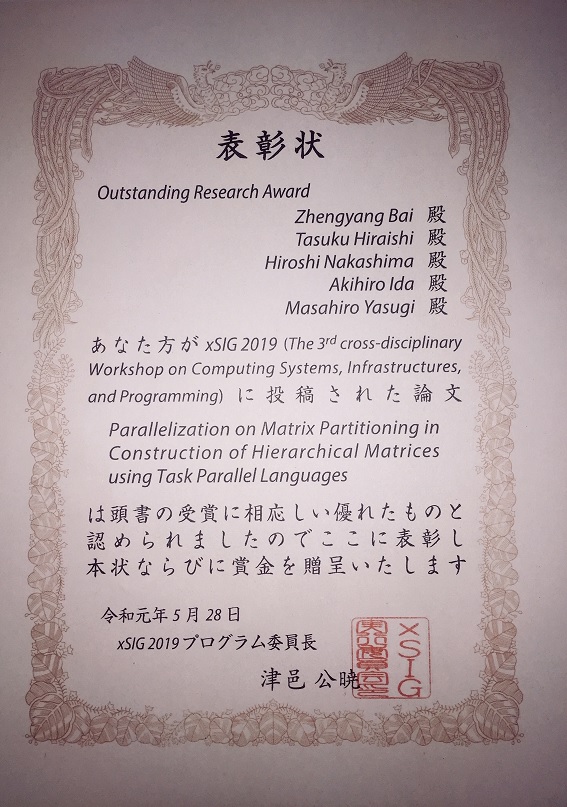 表彰状
Outstanding Research Award
Zhengyang Bai 殿
Tasuku Hiraishi 殿
Hiroshi Nakashima 殿
Akihiro Ida 殿
Masahiro Yasugi 殿
あなた方が xSIG 2019 (The 3rd cross-disciplinary
Workshop on Computing Systems, Infrastructures,
and Programming) に投稿された論文
Parallelization on Matrix Partitioning in
Construction of Hierarchical Matrices
using Task Parallel Languages
は頭書の受賞に相応しい優れたものと
認められましたのでここに表彰し
本状ならびに賞金を贈呈いたします
令和元年 5 月 28 日
xSIG 2019 プログラム委員長
津邑 公暁
XSIG